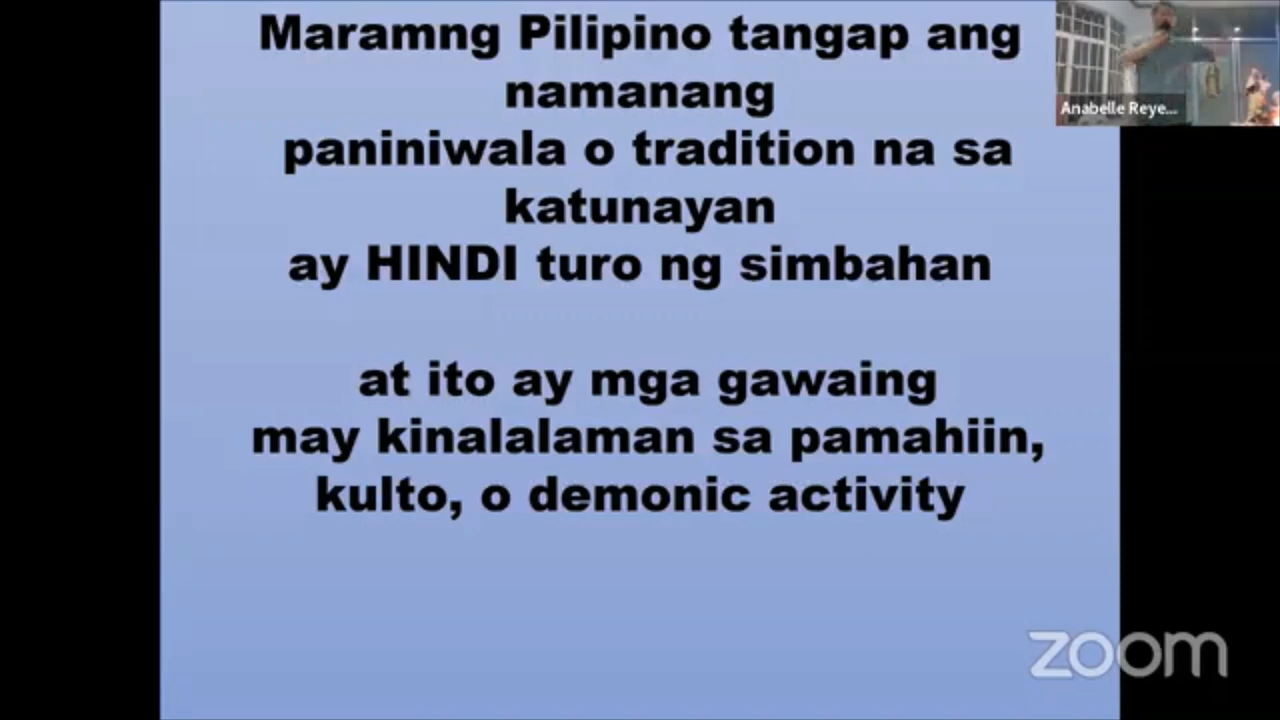 Maramng Pilipino tangap ang
namanang
paniniwala o tradition na sa
katunayan
ay HINDI turo ng simbahan
at ito ay mga gawaing
may kinalalaman sa pamahiin,
kulto, o demonic activity
Anabelle Reye...
zoom